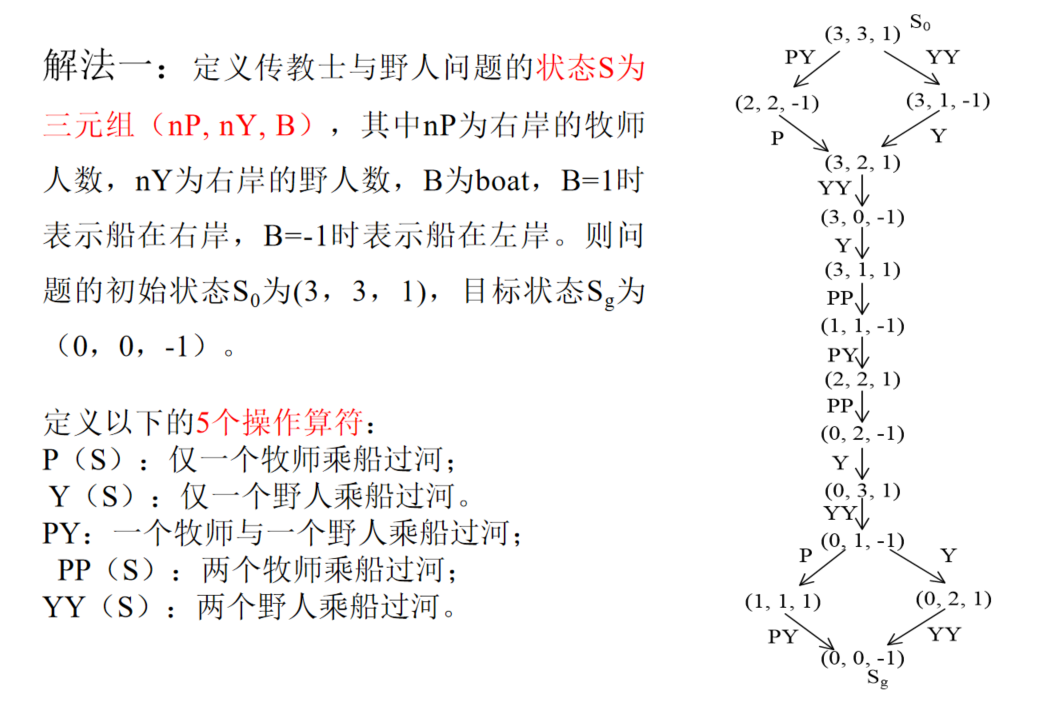 解法一：定义传教士与野人问题的状态S为
三元组（nP, nY, B），其中nP为右岸的牧师
人数，nY为右岸的野人数，B为boat，B=1时
表示船在右岸，B=-1时表示船在左岸。则问
题的初始状态S₀为(3，3，1)，目标状态Sg为
（0，0，-1）。
定义以下的5个操作算符：
P（S）：仅一个牧师乘船过河；
Y（S）：仅一个野人乘船过河。
PY：一个牧师与一个野人乘船过河；
PP（S）：两个牧师乘船过河；
YY（S）：两个野人乘船过河。
(3, 3, 1) S₀
PY YY
(2, 2, -1) (3, 1, -1)
P Y
(3, 2, 1)
YY
(3, 0, -1)
Y
(3, 1, 1)
PP
(1, 1, -1)
PY
(2, 2, 1)
PP
(0, 2, -1)
Y
(0, 3, 1)
YY
(0, 1, -1)
P Y
(1, 1, 1) (0, 2, 1)
PY YY
(0, 0, -1)
Sg